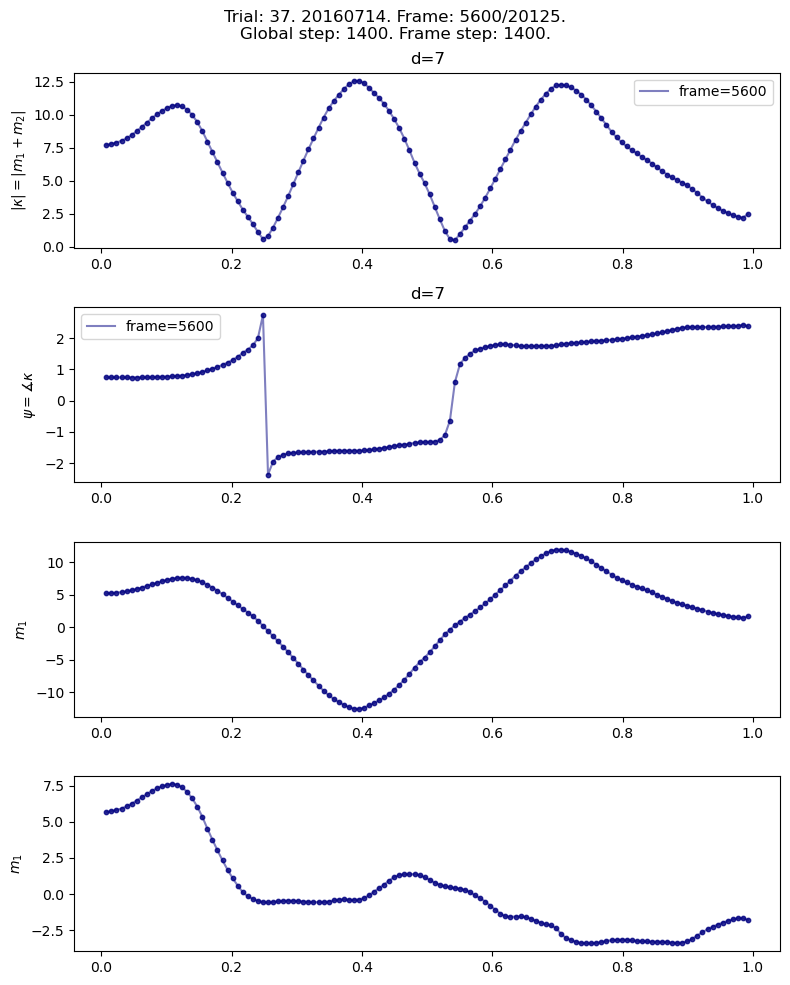 Trial: 37. 20160714. Frame: 5600/20125.
Global step: 1400. Frame step: 1400.
d=7
12.5
10.0
7.5
5.0
2.5
0.0
|κ| = |m₁ + m₂|
frame=5600
0.0 0.2 0.4 0.6 0.8 1.0
d=7
2
1
0
−1
−2
ψ = ∡κ
frame=5600
0.0 0.2 0.4 0.6 0.8 1.0
10
5
0
−5
−10
m₁
0.0 0.2 0.4 0.6 0.8 1.0
7.5
5.0
2.5
0.0
−2.5
m₁
0.0 0.2 0.4 0.6 0.8 1.0